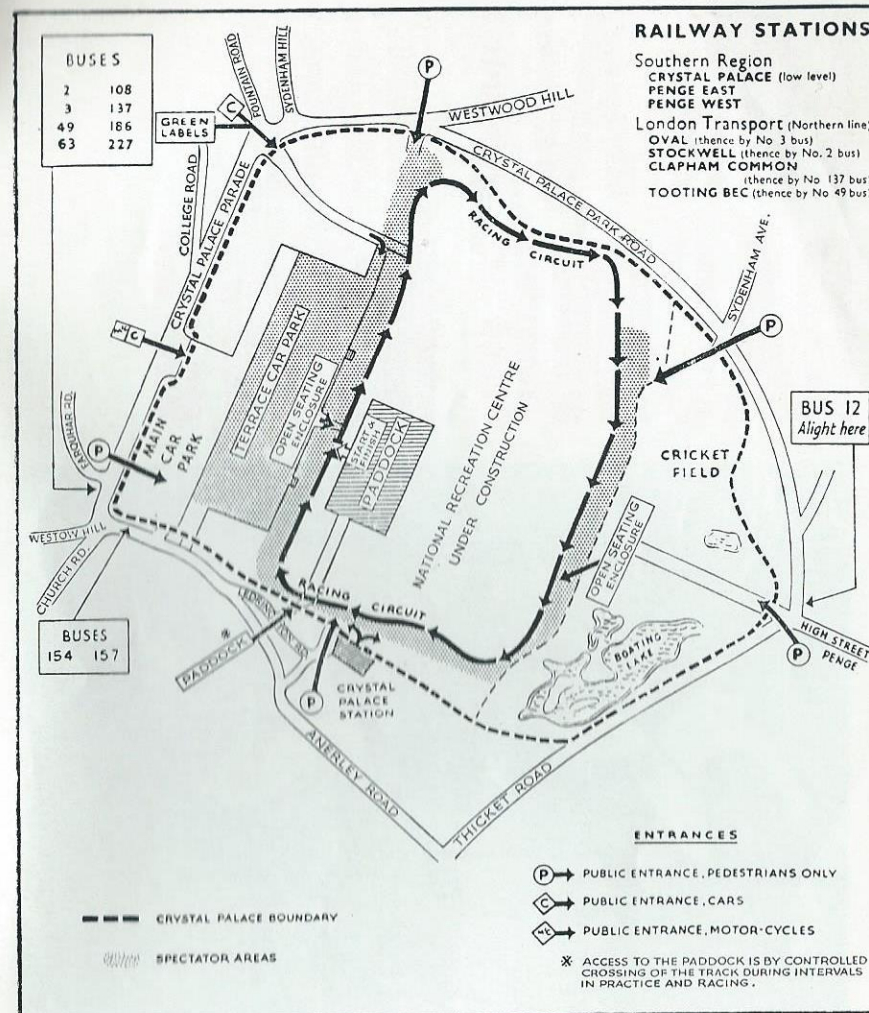 BUSES
2 108
3 137
49 186
63 227
RAILWAY STATIONS
Southern Region
CRYSTAL PALACE (low level)
PENGE EAST
PENGE WEST
London Transport (Northern line)
OVAL (thence by No 3 bus)
STOCKWELL (thence by No. 2 bus)
CLAPHAM COMMON
(thence by No 137 bus)
TOOTING BEC (thence by No 49 bus
FOUNTAIN ROAD
SYDENHAM HILL
P
C
GREEN
LABELS
WESTWOOD HILL
CRYSTAL PALACE PARK ROAD
COLLEGE ROAD
CRYSTAL PALACE PARADE
RACING
CIRCUIT
SYDENHAM AVE.
P
C
TERRACE CAR PARK
OPEN SEATING
ENCLOSURE
START &
FINISH
PADDOCK
NATIONAL RECREATION CENTRE
UNDER CONSTRUCTION
BUS 12
Alight here
FARQUHAR RD.
P
MAIN
CAR
PARK
CRICKET
FIELD
WESTOW HILL
CHURCH RD.
OPEN SEATING
ENCLOSURE
BUSES
154 157
RACING
CIRCUIT
※
PADDOCK
BOATING
LAKE
HIGH STREET
PENGE
P
P
CRYSTAL
PALACE
STATION
ANERLEY ROAD
THICKET ROAD
ENTRANCES
P PUBLIC ENTRANCE, PEDESTRIANS ONLY
C PUBLIC ENTRANCE, CARS
PUBLIC ENTRANCE, MOTOR-CYCLES
※ ACCESS TO THE PADDOCK IS BY CONTROLLED
CROSSING OF THE TRACK DURING INTERVALS
IN PRACTICE AND RACING.
CRYSTAL PALACE BOUNDARY
SPECTATOR AREAS